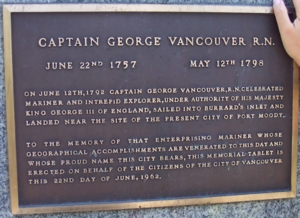 CAPTAIN GEORGE VANCOUVER R.N.
JUNE 22ND 1757 MAY 12TH 1798
ON JUNE 12TH, 1792 CAPTAIN GEORGE VANCOUVER, R.N. CELEBRATED
MARINER AND INTREPID EXPLORER, UNDER AUTHORITY OF HIS MAJESTY
KING GEORGE III OF ENGLAND, SAILED INTO BURRARD'S INLET AND
LANDED NEAR THE SITE OF THE PRESENT CITY OF PORT MOODY.
TO THE MEMORY OF THAT ENTERPRISING MARINER WHOSE
GEOGRAPHICAL ACCOMPLISHMENTS ARE VENERATED TO THIS DAY AND
WHOSE PROUD NAME THIS CITY BEARS, THIS MEMORIAL TABLET IS
ERECTED ON BEHALF OF THE CITIZENS OF THE CITY OF VANCOUVER
THIS 22ND DAY OF JUNE, 1962.